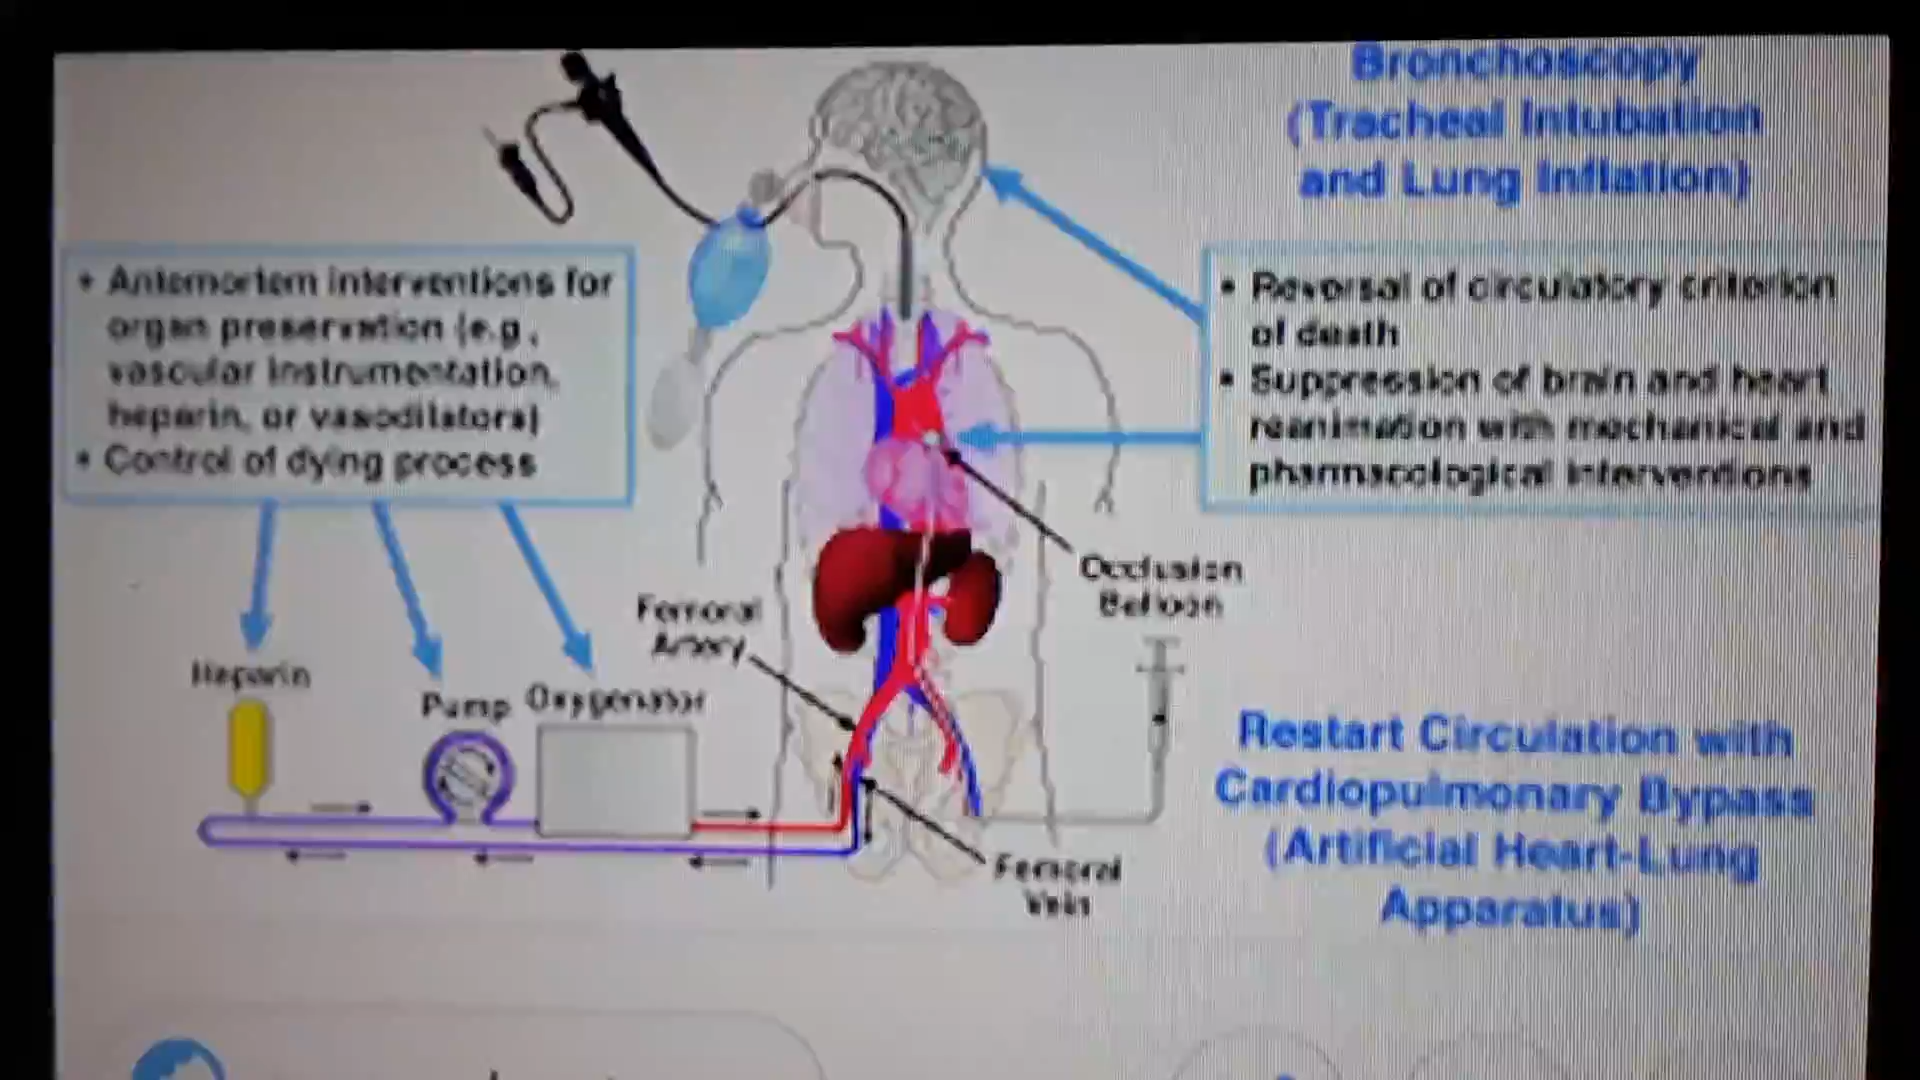 Bronchoscopy
(Tracheal Intubation
and Lung Inflation)
• Antemortem interventions for
organ preservation (e.g.,
vascular instrumentation,
heparin, or vasodilators)
• Control of dying process
• Reversal of circulatory criterion
of death
• Suppression of brain and heart
reanimation with mechanical and
pharmacological interventions
Occlusion
Balloon
Femoral
Artery
Heparin
Pump
Oxygenator
Restart Circulation with
Cardiopulmonary Bypass
(Artificial Heart-Lung
Apparatus)
Femoral
Vein